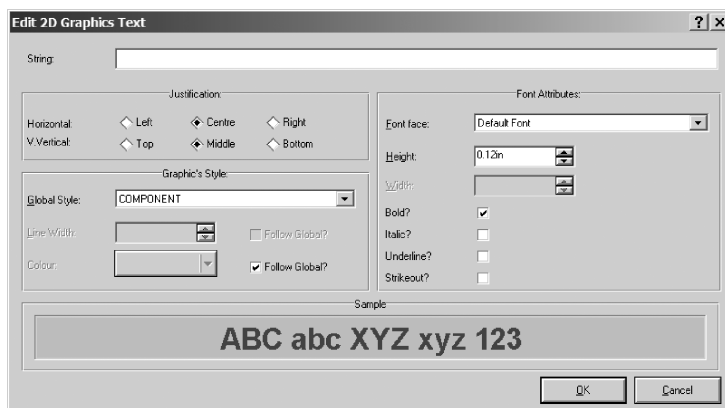 Edit 2D Graphics Text
String:
Justification:
Horizontal: Left Centre Right
V.Vertical: Top Middle Bottom
Graphic's Style:
Global Style: COMPONENT
Line Width: Follow Global?
Colour: Follow Global?
Font Attributes:
Font face: Default Font
Height: 0.12in
Width:
Bold?
Italic?
Underline?
Strikeout?
Sample
ABC abc XYZ xyz 123
OK Cancel